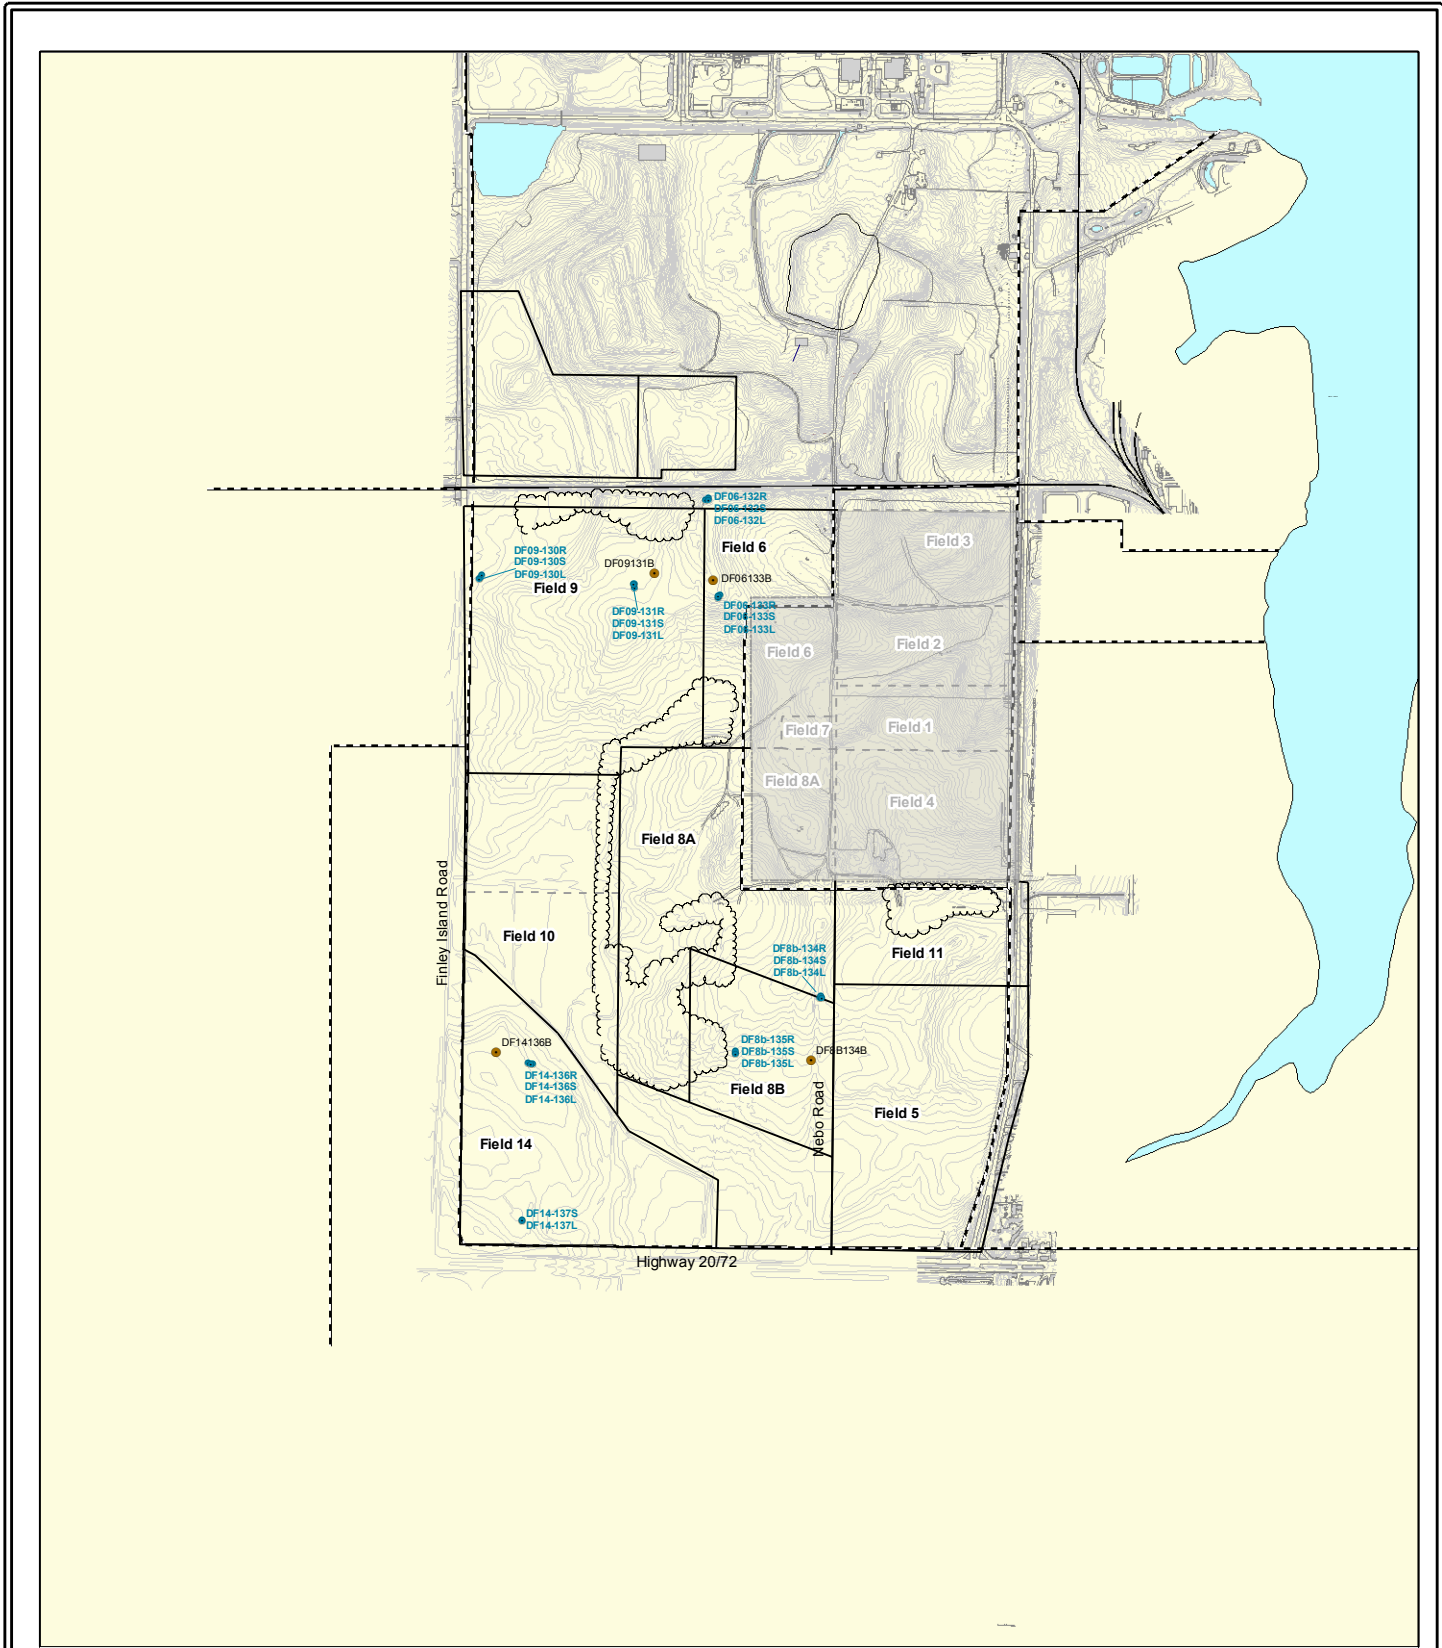 DF06-132R
DF06-132S
DF06-132L
Field 3
Field 6
DF09-130R
DF09-130S
DF09-130L
DF09131B
DF06133B
Field 9
DF09-131R
DF09-131S
DF09-131L
DF06-133R
DF06-133S
DF06-133L
Field 6
Field 2
Field 7
Field 1
Field 8A
Field 4
Field 8A
Finley Island Road
Field 10
DF8b-134R
DF8b-134S
DF8b-134L
Field 11
DF14136B
DF14-136R
DF14-136S
DF14-136L
DF8b-135R
DF8b-135S
DF8b-135L
DF8B134B
Field 8B
Nebo Road
Field 5
Field 14
DF14-137S
DF14-137L
Highway 20/72